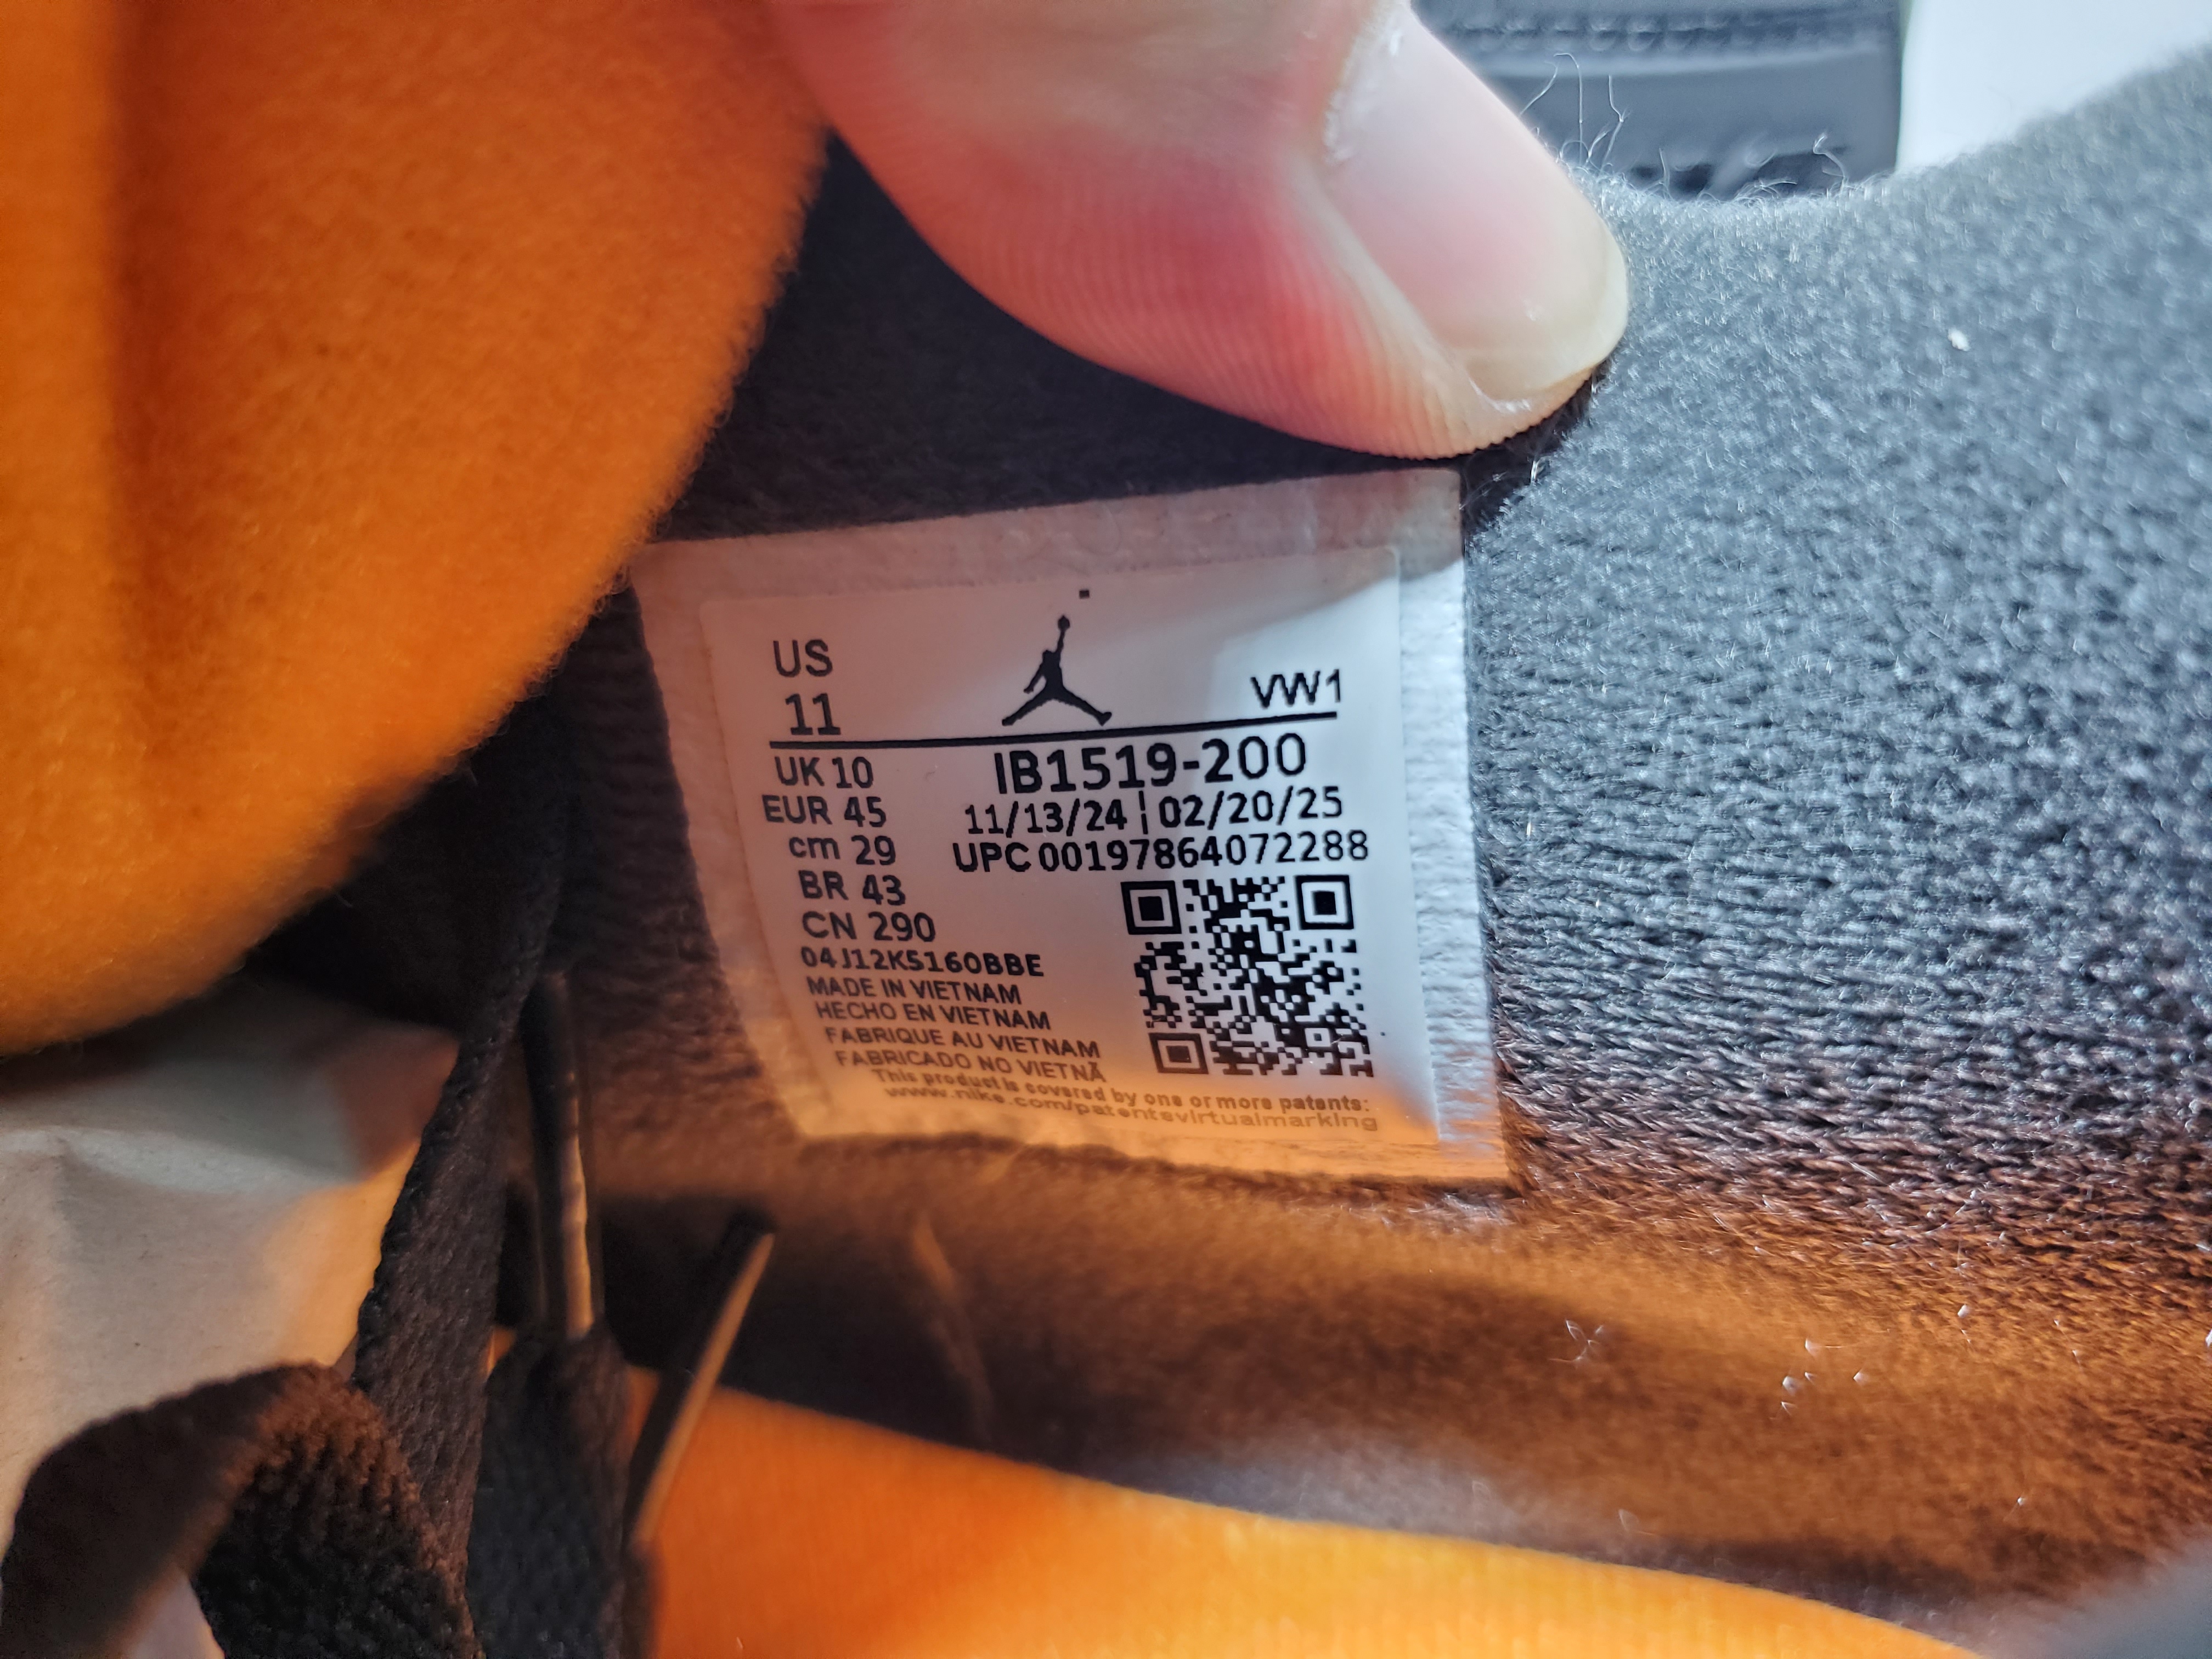 US
11
VW1
UK 10
IB1519-200
EUR 45
11/13/24 | 02/20/25
cm 29
UPC 00197864072288
BR 43
CN 290
04J12K5160BBE
MADE IN VIETNAM
HECHO EN VIETNAM
FABRIQUE AU VIETNAM
FABRICADO NO VIETNÃ
This product is covered by one or more patents:
www.nike.com/patentsvirtualmarking